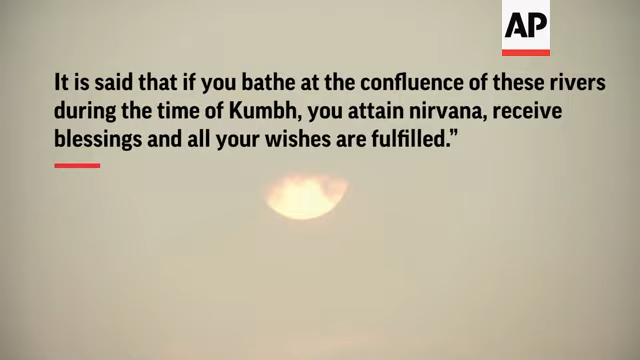 AP
It is said that if you bathe at the confluence of these rivers
during the time of Kumbh, you attain nirvana, receive
blessings and all your wishes are fulfilled.”